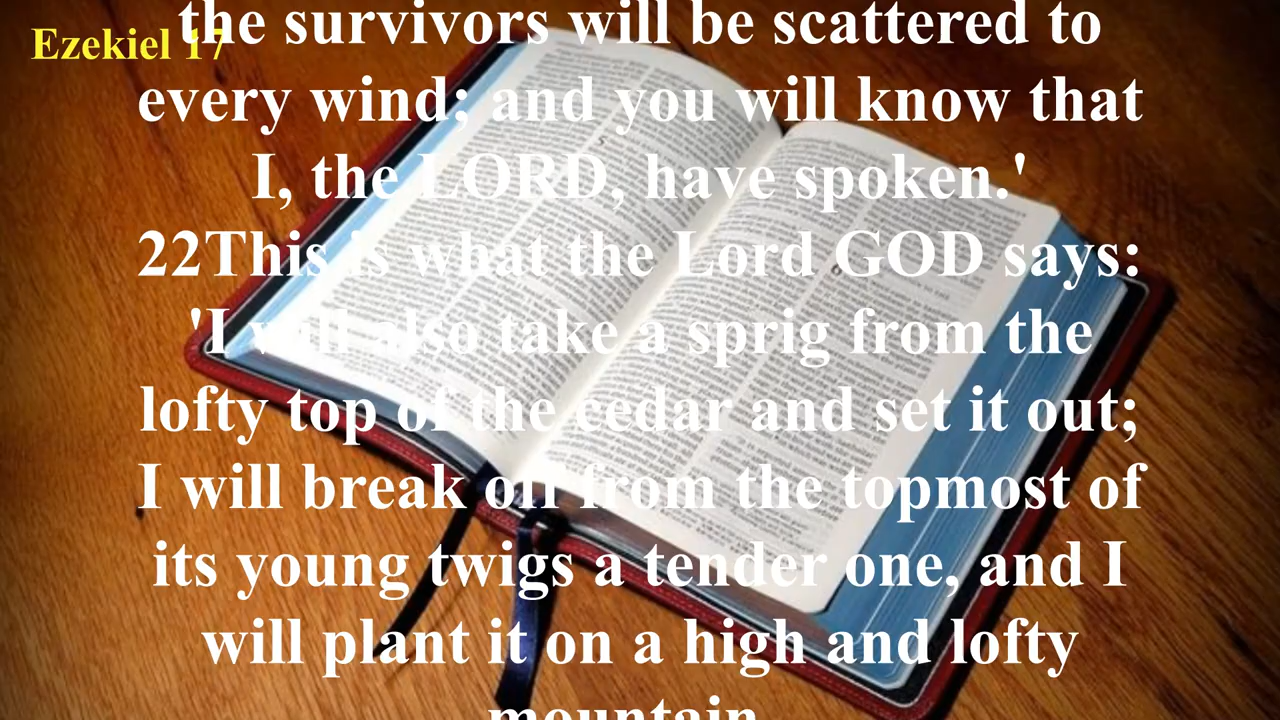 the survivors will be scattered to
Ezekiel 17
every wind; and you will know that
I, the LORD, have spoken.'
22This is what the Lord GOD says:
'I will also take a sprig from the
lofty top of the cedar and set it out;
I will break off from the topmost of
its young twigs a tender one, and I
will plant it on a high and lofty
mountain